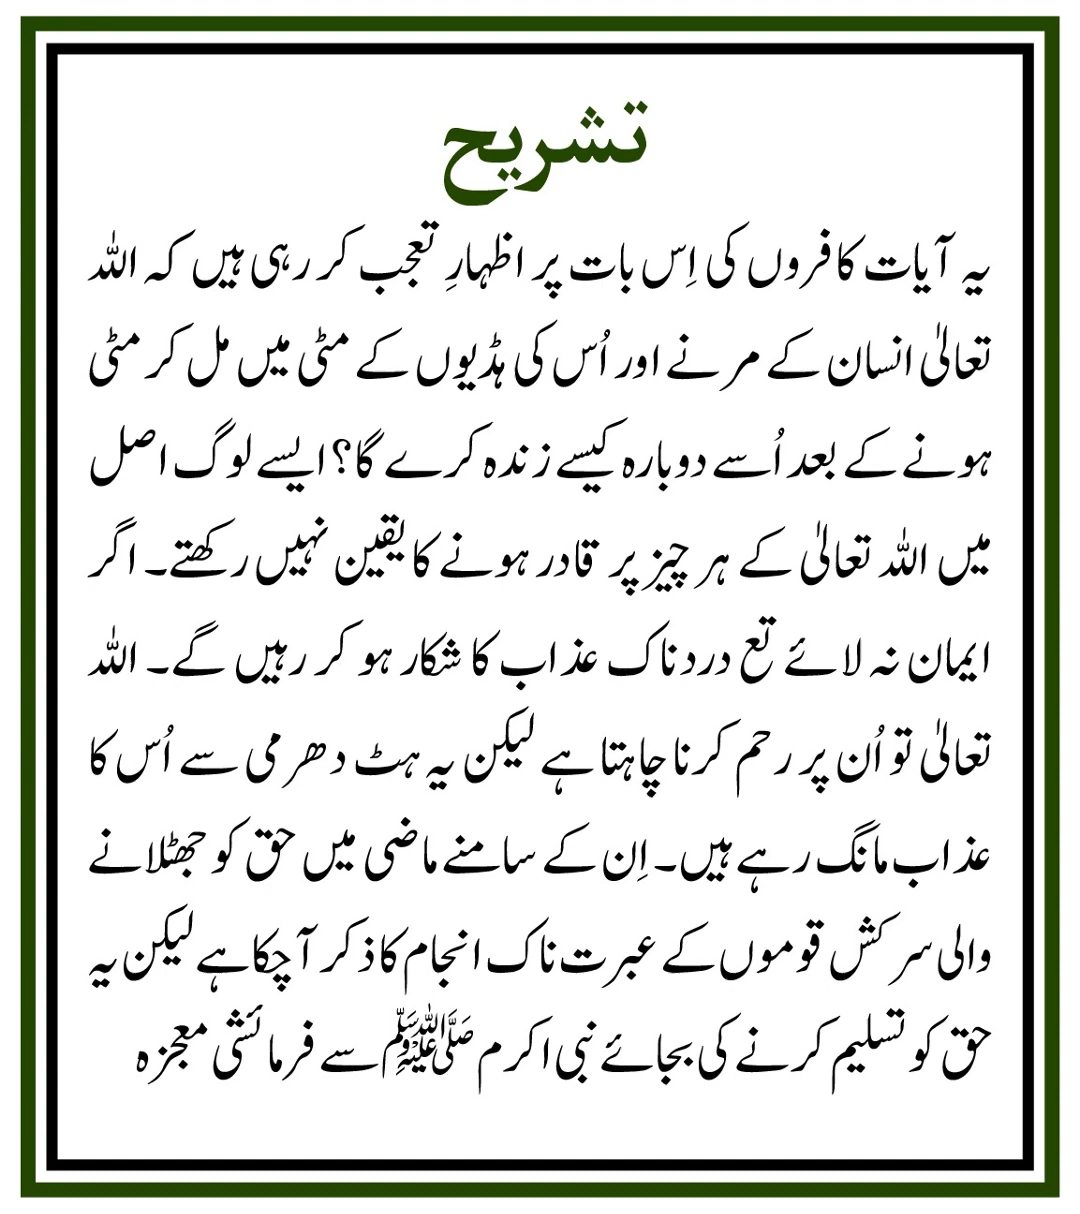 تشریح
یہ آیات کافروں کی اِس بات پر اظہارِ تعجب کر رہی ہیں کہ اللہ
تعالیٰ انسان کے مرنے اور اُس کی ہڈیوں کے مٹی میں مل کر مٹی
ہونے کے بعد اُسے دوبارہ کیسے زندہ کرے گا؟ ایسے لوگ اصل
میں اللہ تعالیٰ کے ہر چیز پر قادر ہونے کا یقین نہیں رکھتے۔ اگر
ایمان نہ لائے تع دردناک عذاب کا شکار ہو کر رہیں گے۔ اللہ
تعالیٰ تو اُن پر رحم کرنا چاہتا ہے لیکن یہ ہٹ دھرمی سے اُس کا
عذاب مانگ رہے ہیں۔ اِن کے سامنے ماضی میں حق کو جھٹلانے
والی سرکش قوموں کے عبرت ناک انجام کا ذکر آ چکا ہے لیکن یہ
حق کو تسلیم کرنے کی بجائے نبی اکرم ﷺ سے فرمائشی معجزہ